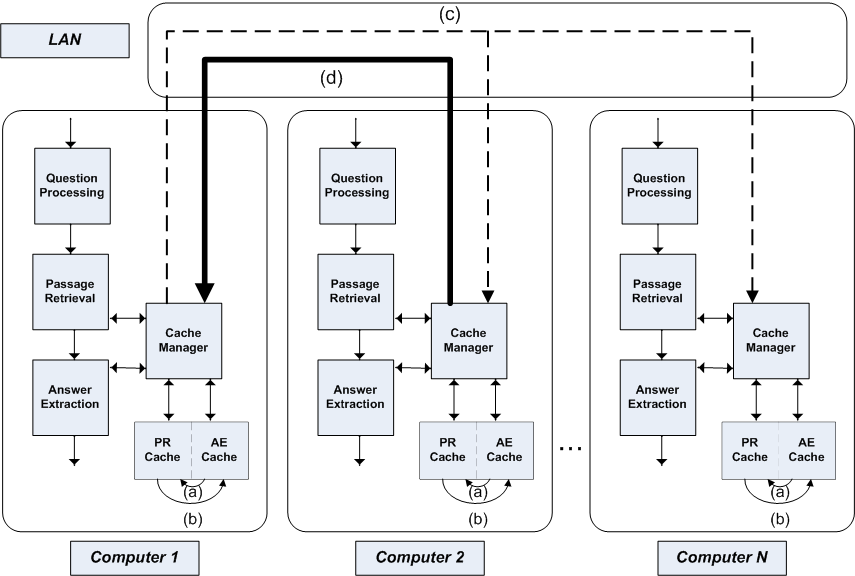 (c)
LAN
(d)
Question
Processing
Passage
Retrieval
Cache
Manager
Answer
Extraction
PR
Cache
AE
Cache
(a)
(b)
Computer 1
Question
Processing
Passage
Retrieval
Cache
Manager
Answer
Extraction
PR
Cache
AE
Cache
(a)
(b)
Computer 2
...
Question
Processing
Passage
Retrieval
Cache
Manager
Answer
Extraction
PR
Cache
AE
Cache
(a)
(b)
Computer N